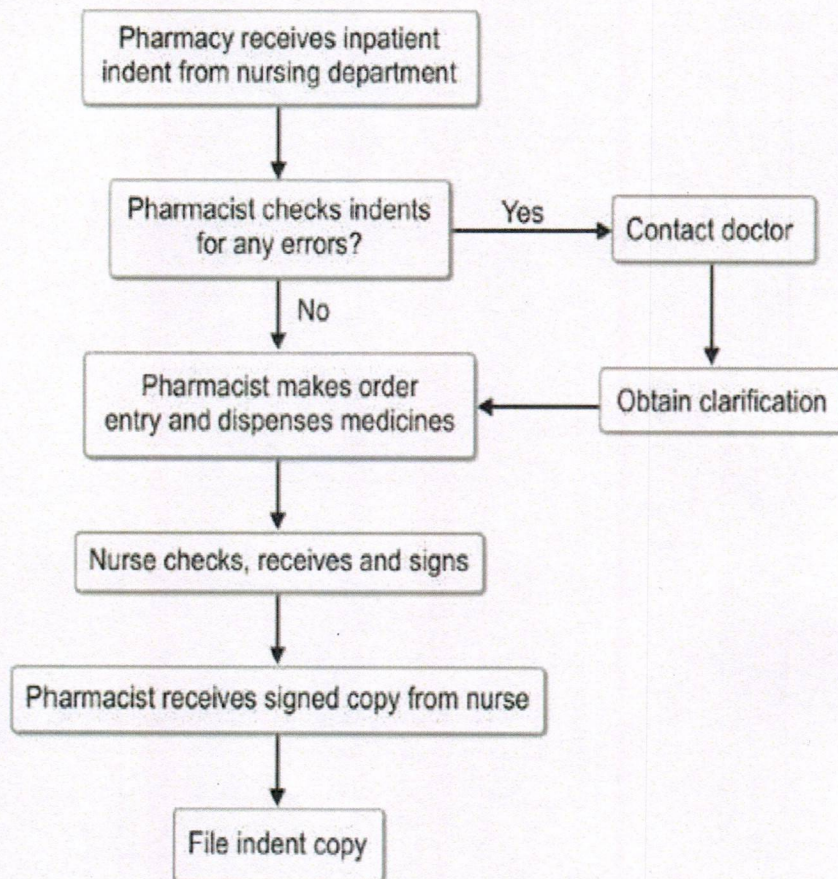 Pharmacy receives inpatient
indent from nursing department
Pharmacist checks indents
for any errors?
Yes
Contact doctor
No
Pharmacist makes order
entry and dispenses medicines
Obtain clarification
Nurse checks, receives and signs
Pharmacist receives signed copy from nurse
File indent copy